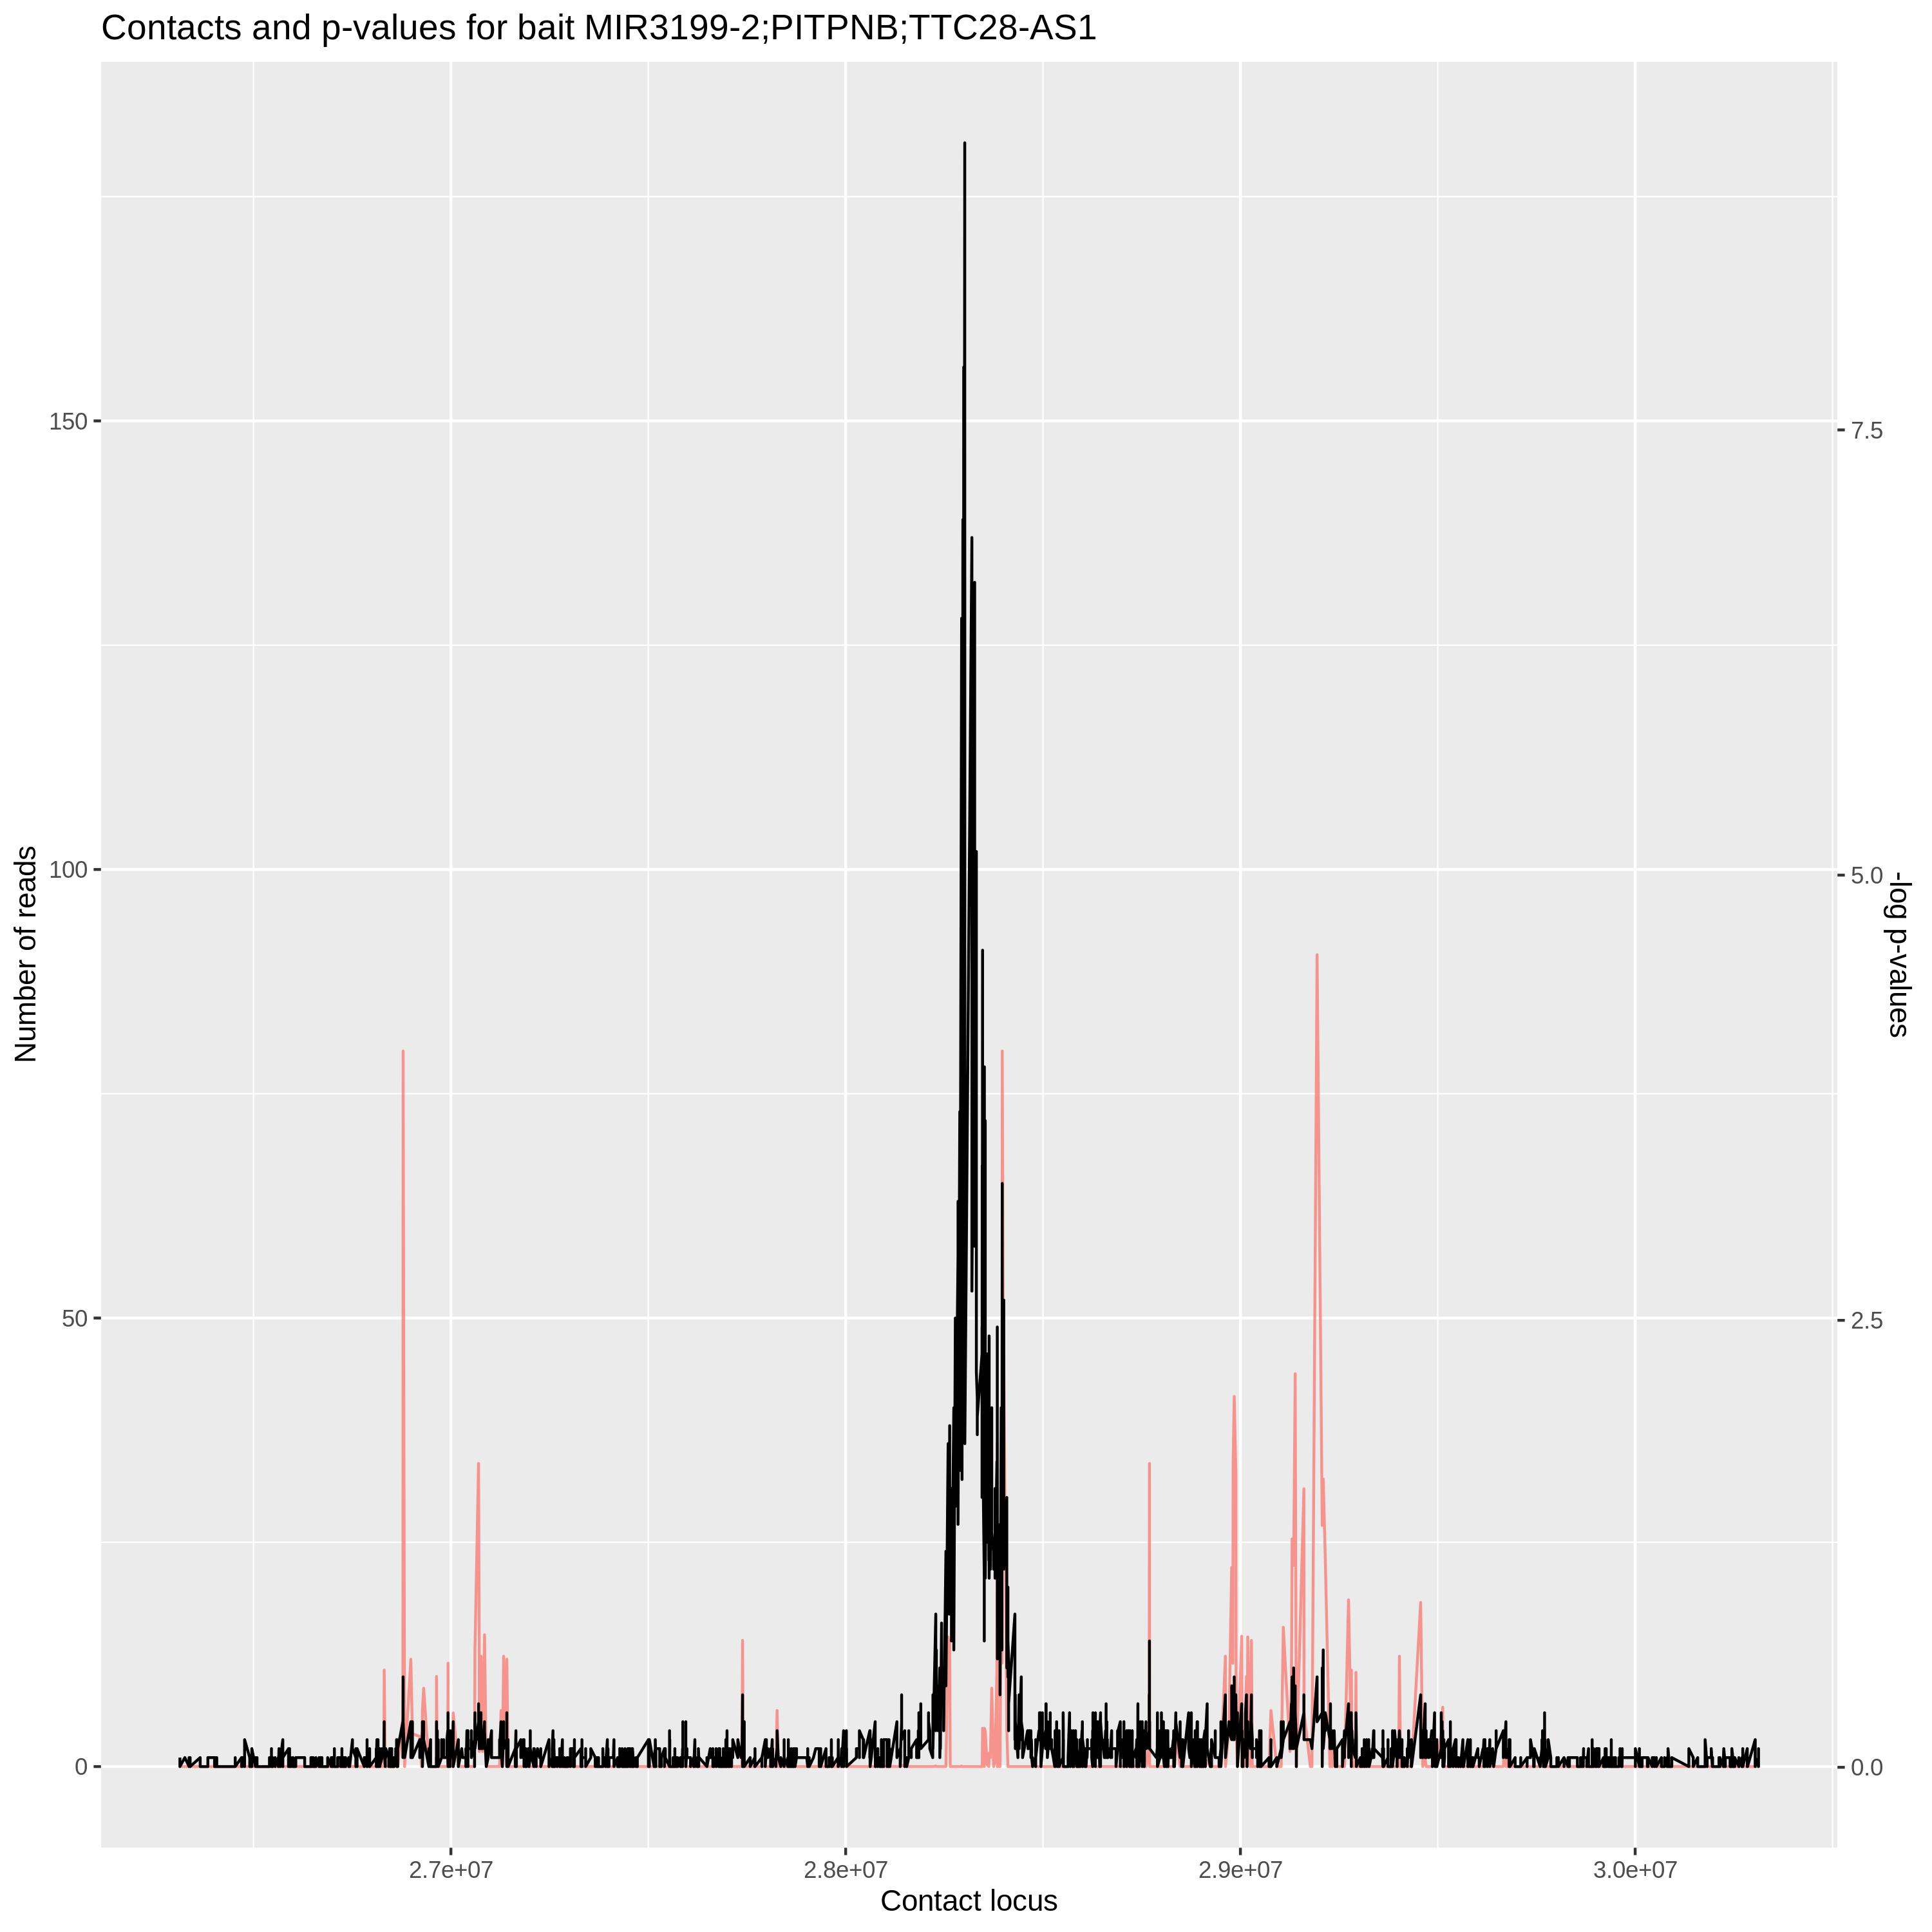 Contacts and p-values for bait MIR3199-2;PITPNB;TTC28-AS1
150
100
50
0
Number of reads
7.5
5.0
2.5
0.0
-log p-values
2.7e+07
2.8e+07
2.9e+07
3.0e+07
Contact locus